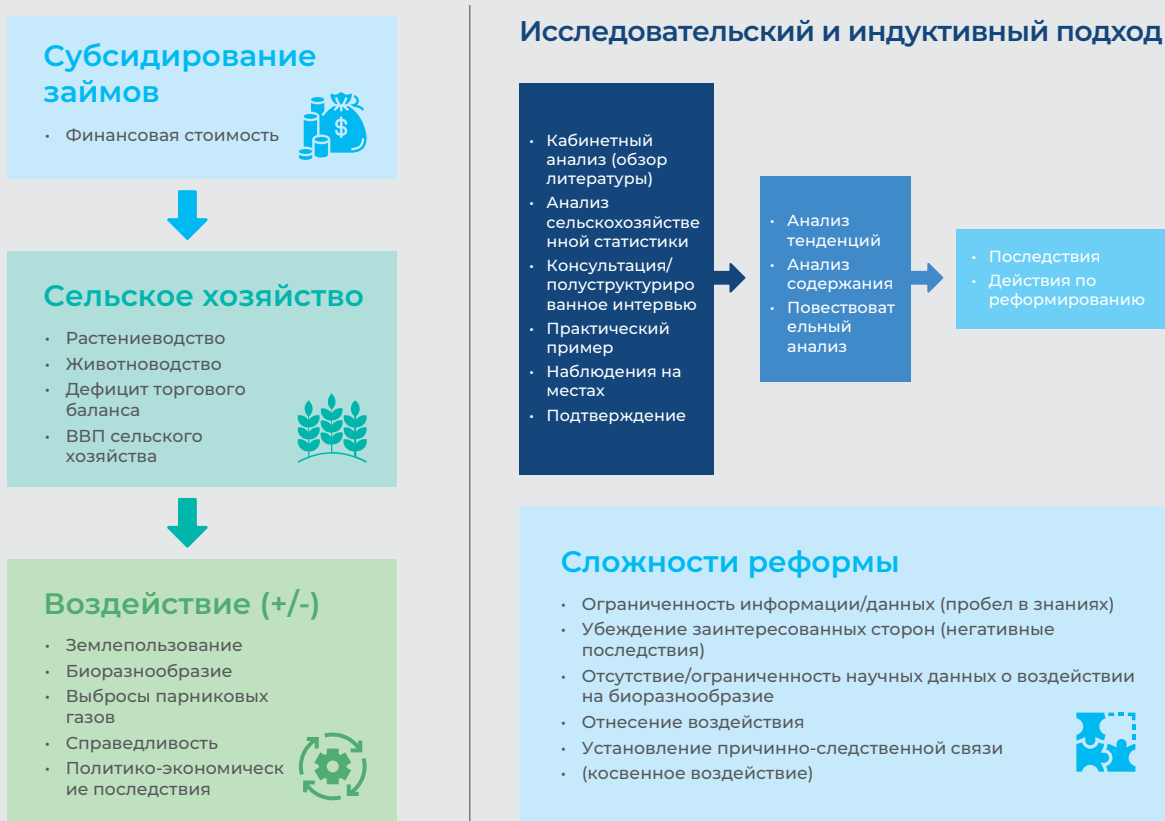 Субсидирование
займов
• Финансовая стоимость
Сельское хозяйство
• Растениеводство
• Животноводство
• Дефицит торгового
баланса
• ВВП сельского
хозяйства
Воздействие (+/-)
• Землепользование
• Биоразнообразие
• Выбросы парниковых
газов
• Справедливость
• Политико-экономическ
ие последствия
Исследовательский и индуктивный подход
• Кабинетный
анализ (обзор
литературы)
• Анализ
сельскохозяйстве
нной статистики
• Консультация/
полуструктуриро
ванное интервью
• Практический
пример
• Наблюдения на
местах
• Подтверждение
• Анализ
тенденций
• Анализ
содержания
• Повествоват
ельный
анализ
• Последствия
• Действия по
реформированию
Сложности реформы
• Ограниченность информации/данных (пробел в знаниях)
• Убеждение заинтересованных сторон (негативные
последствия)
• Отсутствие/ограниченность научных данных о воздействии
на биоразнообразие
• Отнесение воздействия
• Установление причинно-следственной связи
• (косвенное воздействие)